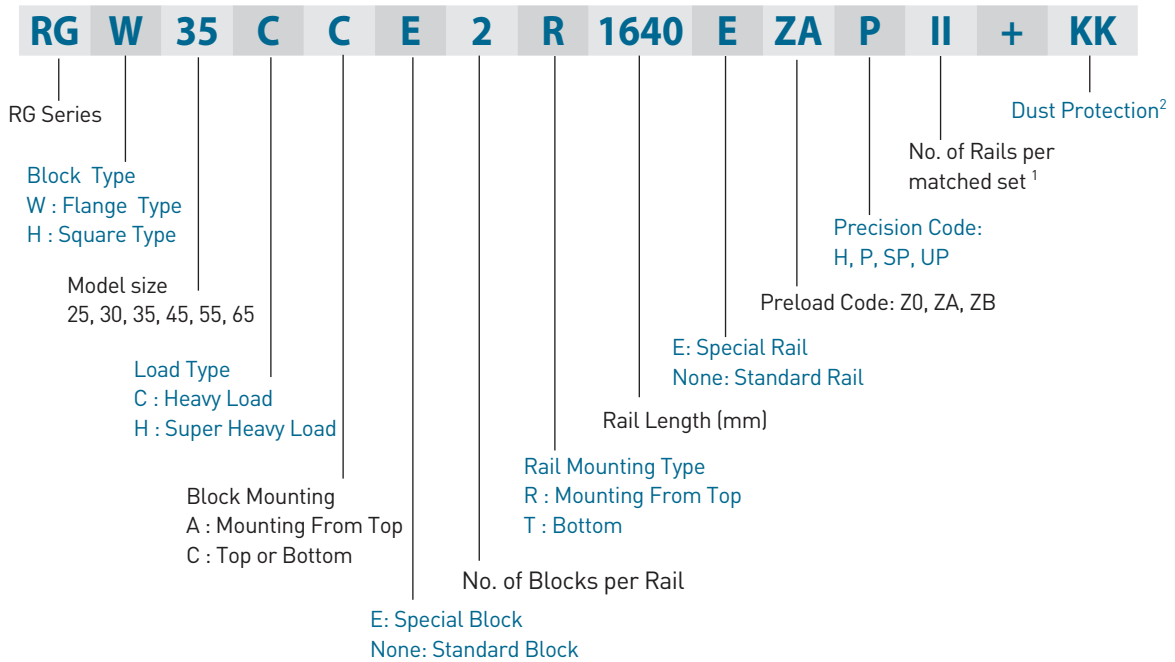 RG W 35 C C E 2 R 1640 E ZA P II + KK
RG Series
Dust Protection2
No. of Rails per
matched set 1
Block Type
W : Flange Type
H : Square Type
Precision Code:
H, P, SP, UP
Model size
25, 30, 35, 45, 55, 65
Preload Code: Z0, ZA, ZB
Load Type
C : Heavy Load
H : Super Heavy Load
E: Special Rail
None: Standard Rail
Rail Length (mm)
Rail Mounting Type
R : Mounting From Top
T : Bottom
Block Mounting
A : Mounting From Top
C : Top or Bottom
No. of Blocks per Rail
E: Special Block
None: Standard Block